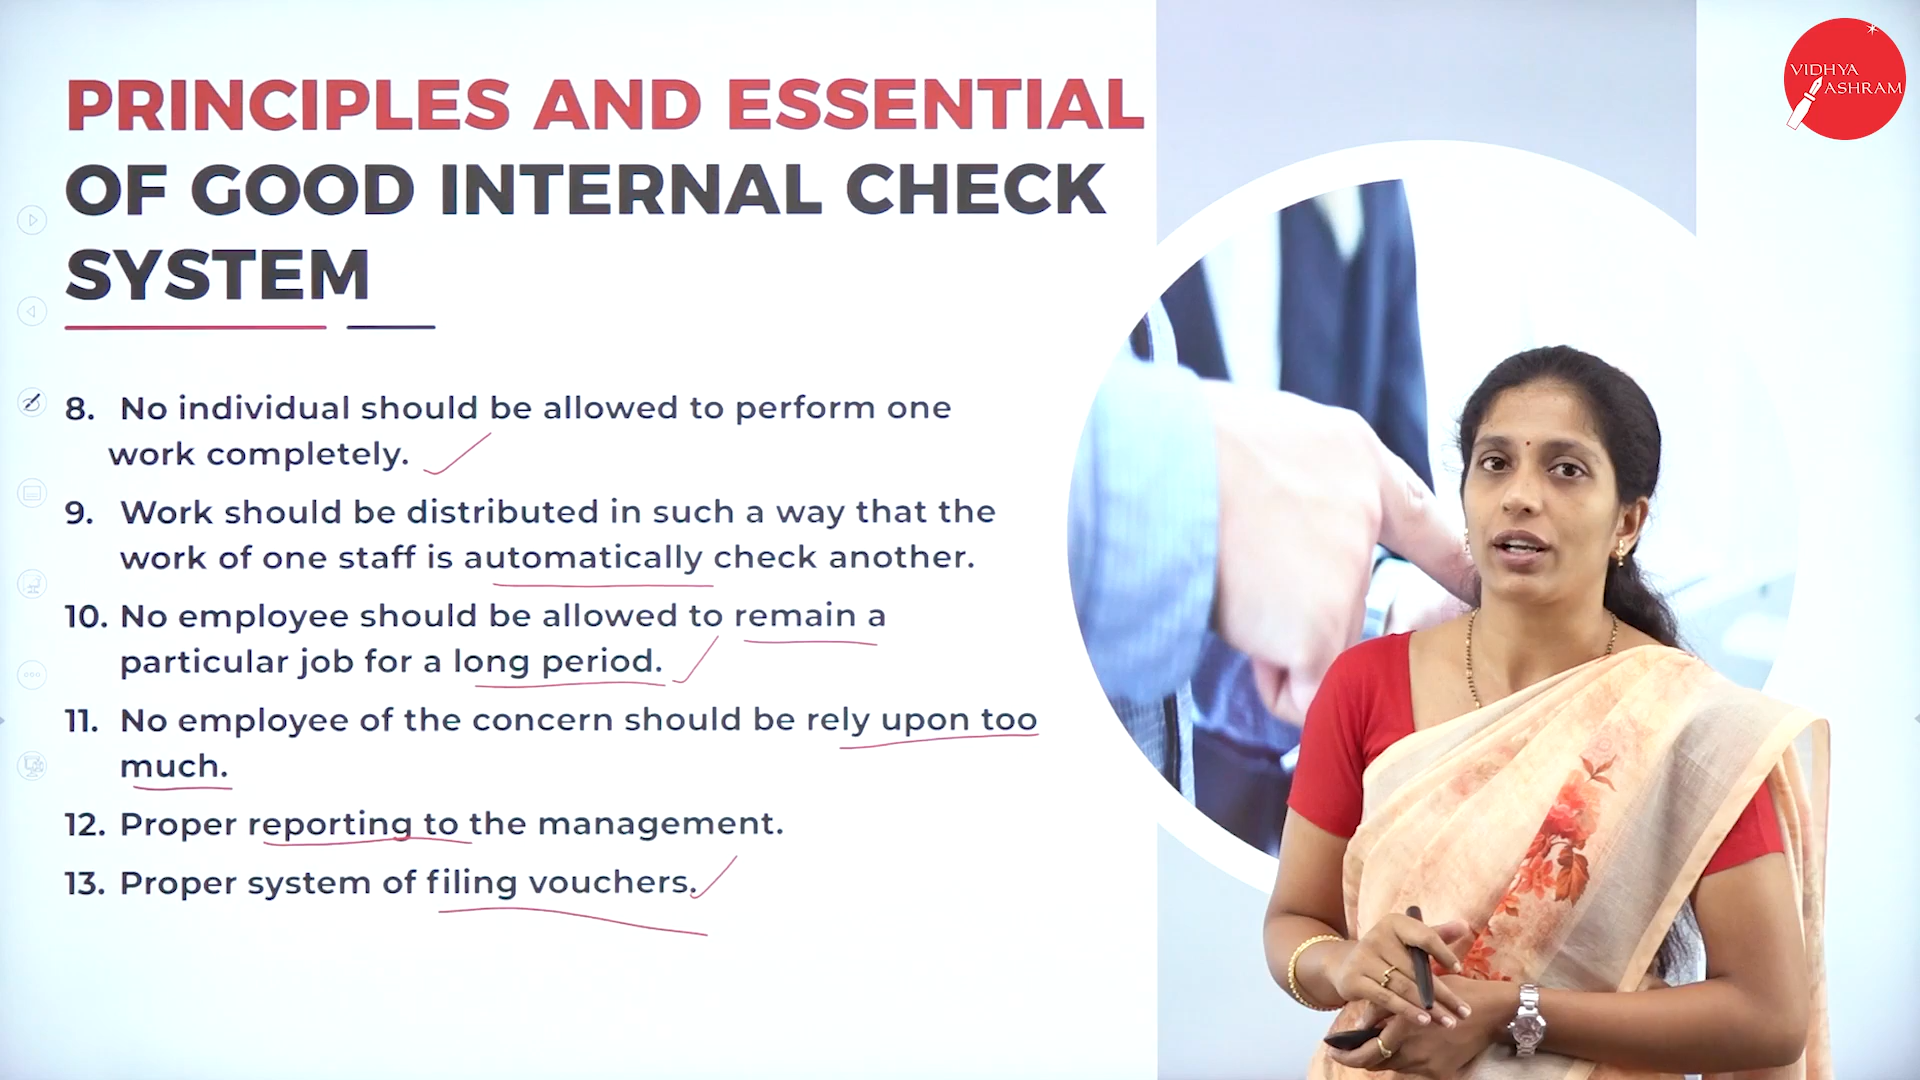 PRINCIPLES AND ESSENTIAL
OF GOOD INTERNAL CHECK
SYSTEM
8. No individual should be allowed to perform one
work completely.
9. Work should be distributed in such a way that the
work of one staff is automatically check another.
10. No employee should be allowed to remain a
particular job for a long period.
11. No employee of the concern should be rely upon too
much.
12. Proper reporting to the management.
13. Proper system of filing vouchers.
VIDHYA
ASHRAM